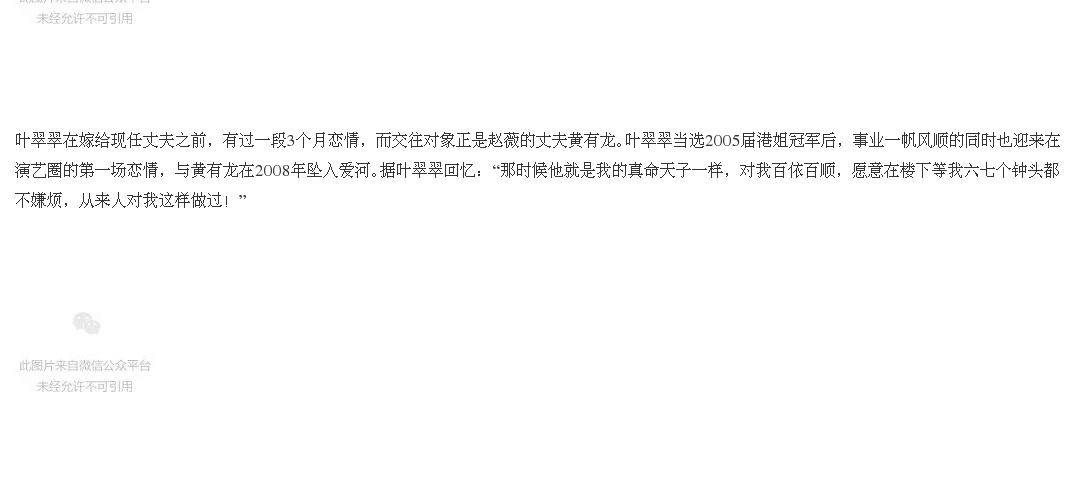 未经允许不可引用
叶翠翠在嫁给现任丈夫之前，有过一段3个月恋情，而交往对象正是赵薇的丈夫黄有龙。叶翠翠当选2005届港姐冠军后，事业一帆风顺的同时也迎来在
演艺圈的第一场恋情，与黄有龙在2008年坠入爱河。据叶翠翠回忆：“那时候他就是我的真命天子一样，对我百依百顺，愿意在楼下等我六七个钟头都
不嫌烦，从来人对我这样做过！”
此图片来自微信公众平台
未经允许不可引用